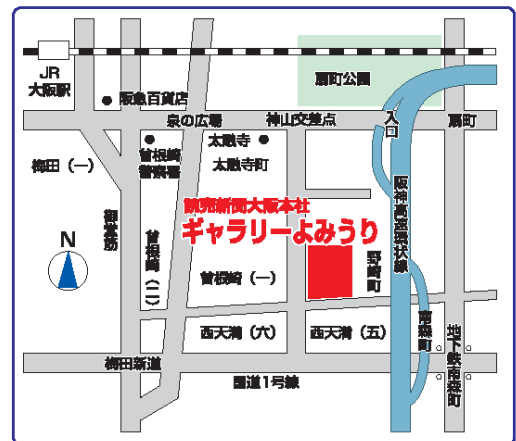 JR
大阪駅
阪急百貨店
扇町公園
泉の広場
神山交差点
入口
扇町
梅田（一）
曽根崎
警察署
太融寺
太融寺町
御堂筋
曽根崎（二）
読売新聞大阪本社
ギャラリーよみうり
阪神高速環状線
野崎町
N
曽根崎（一）
西天満（六）
西天満（五）
南森町
地下鉄南森町
梅田新道
国道1号線